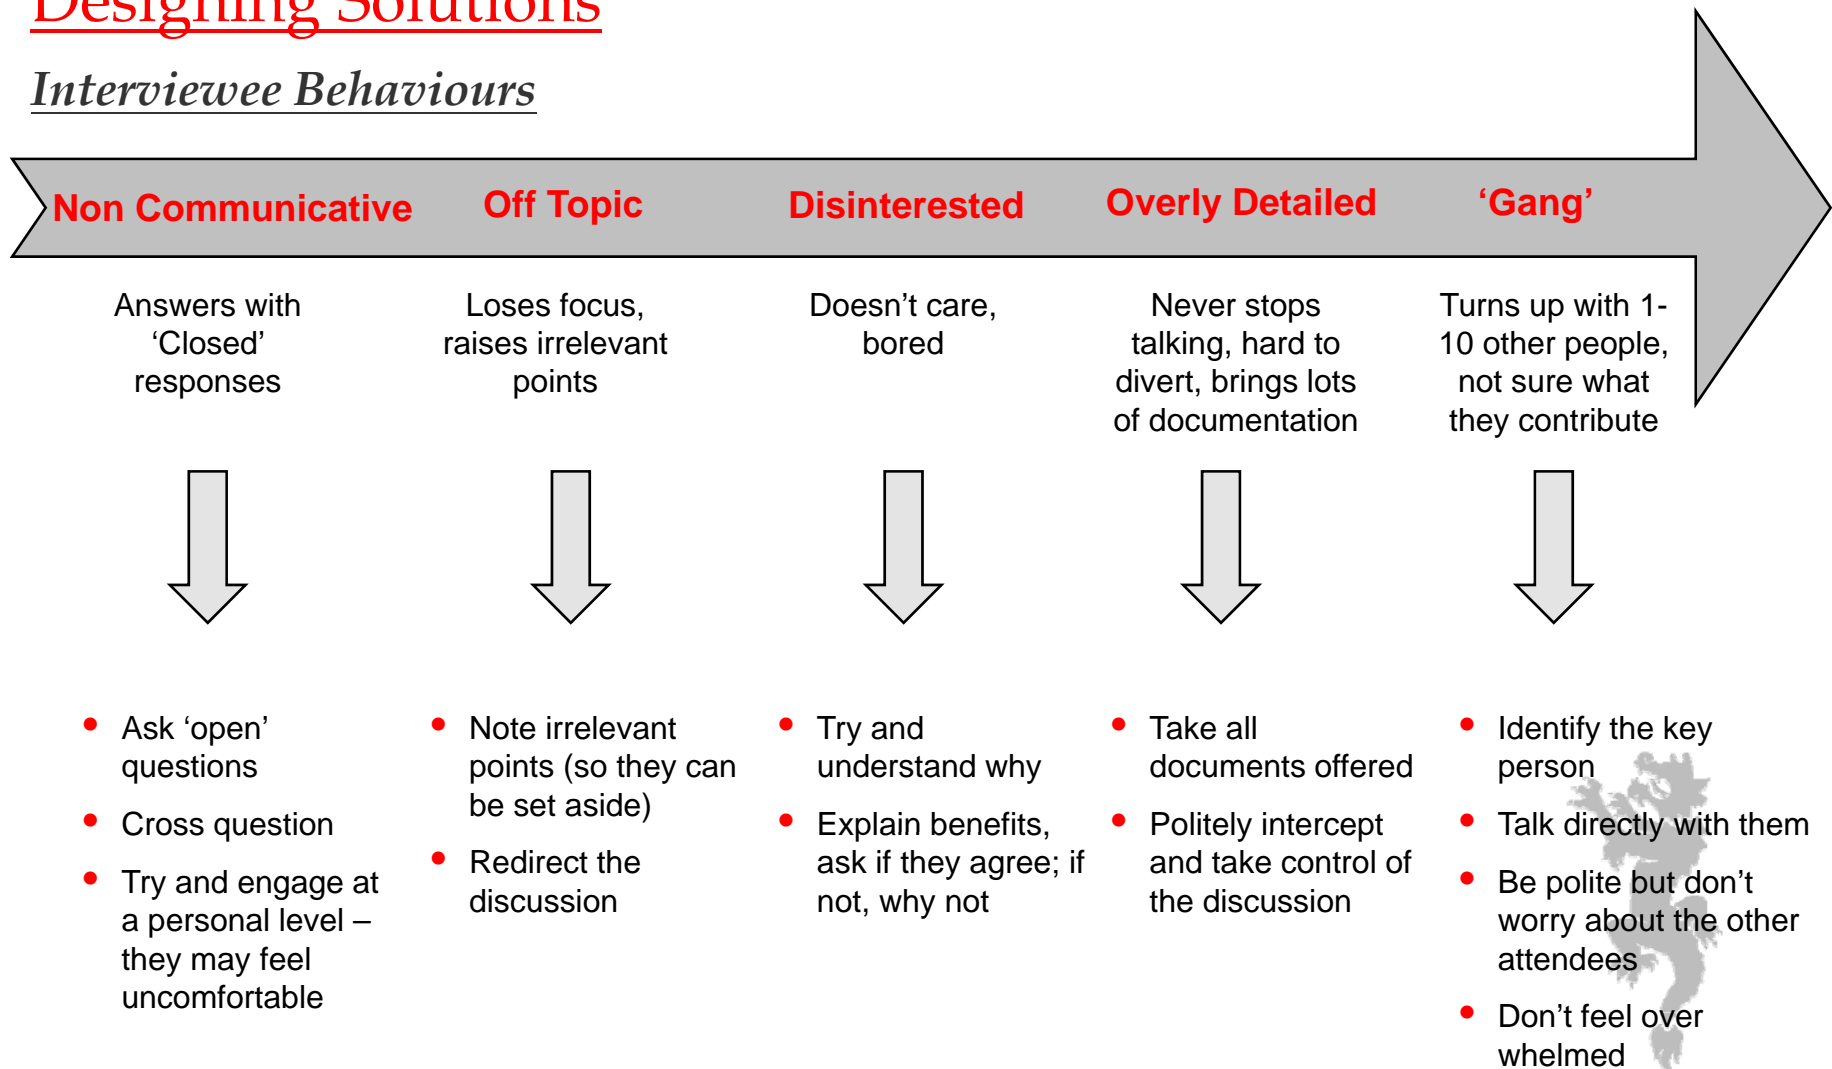 Designing Solutions
Interviewee Behaviours
Non Communicative
Off Topic
Disinterested
Overly Detailed
‘Gang’
Answers with
‘Closed’
responses
Loses focus,
raises irrelevant
points
Doesn’t care,
bored
Never stops
talking, hard to
divert, brings lots
of documentation
Turns up with 1-
10 other people,
not sure what
they contribute
• Ask ‘open’
questions
• Cross question
• Try and engage at
a personal level –
they may feel
uncomfortable
• Note irrelevant
points (so they can
be set aside)
• Redirect the
discussion
• Try and
understand why
• Explain benefits,
ask if they agree; if
not, why not
• Take all
documents offered
• Politely intercept
and take control of
the discussion
• Identify the key
person
• Talk directly with them
• Be polite but don’t
worry about the other
attendees
• Don’t feel over
whelmed